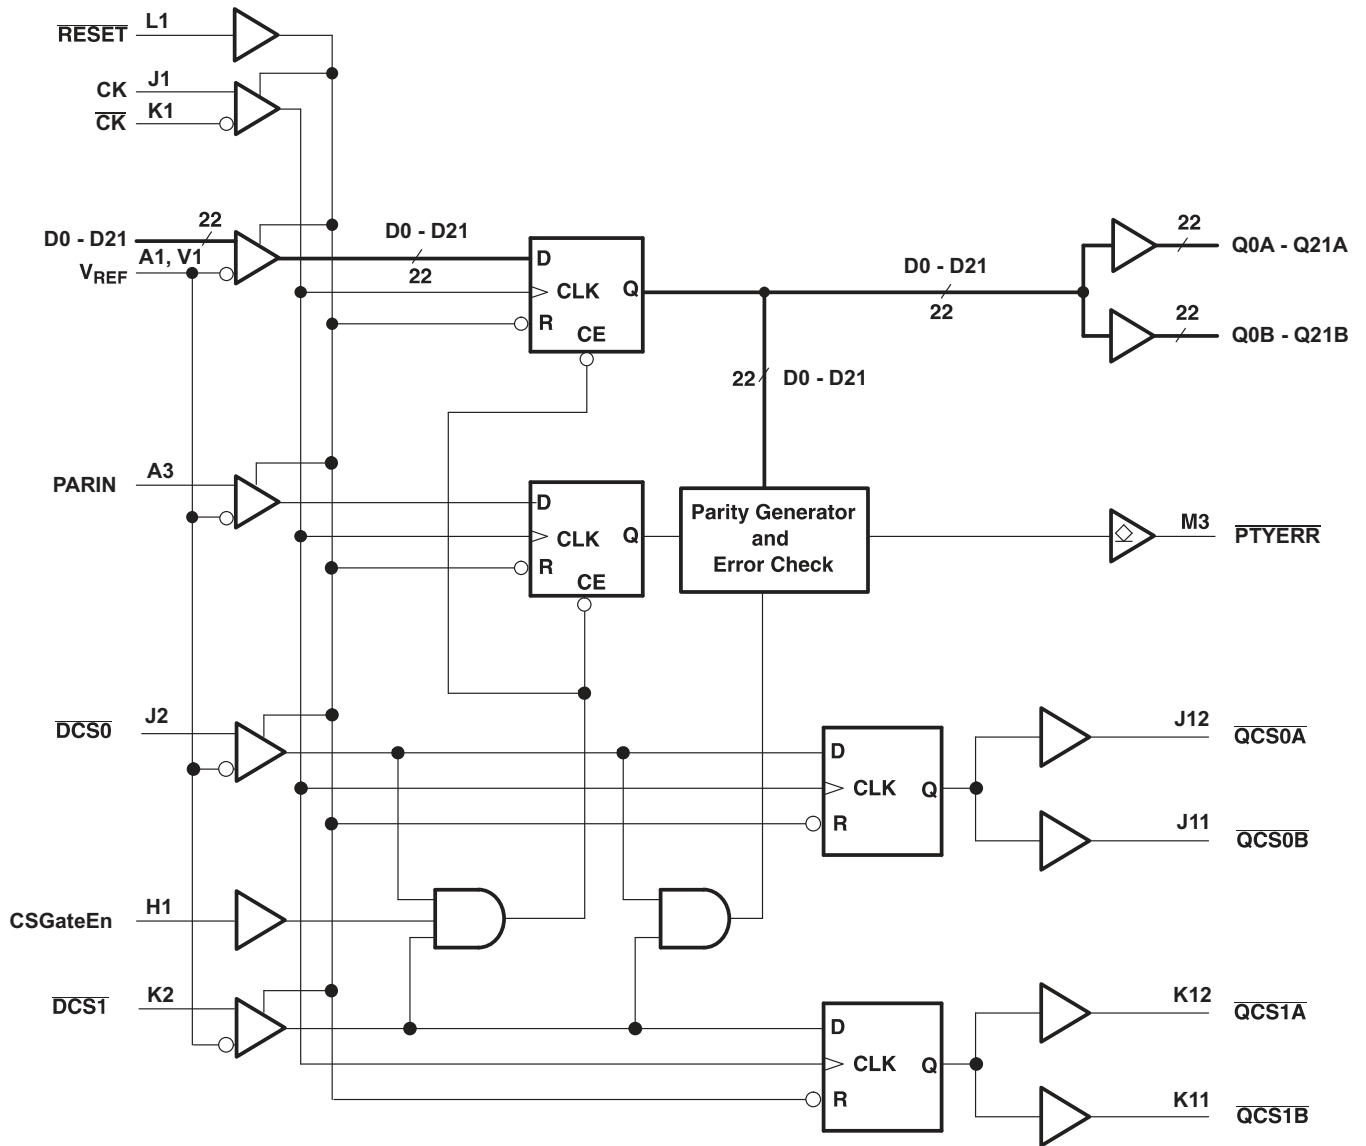 RESET L1
CK J1
CK K1
D0 - D21 22
VREF A1, V1
D0 - D21
22
D
CLK Q
R
CE
D0 - D21
22
22 Q0A - Q21A
22 Q0B - Q21B
22 D0 - D21
PARIN A3
D
CLK Q
R
CE
Parity Generator
and
Error Check
M3 PTYERR
DCS0 J2
D
CLK Q
R
J12 QCS0A
J11 QCS0B
CSGateEn H1
DCS1 K2
D
CLK Q
R
K12 QCS1A
K11 QCS1B